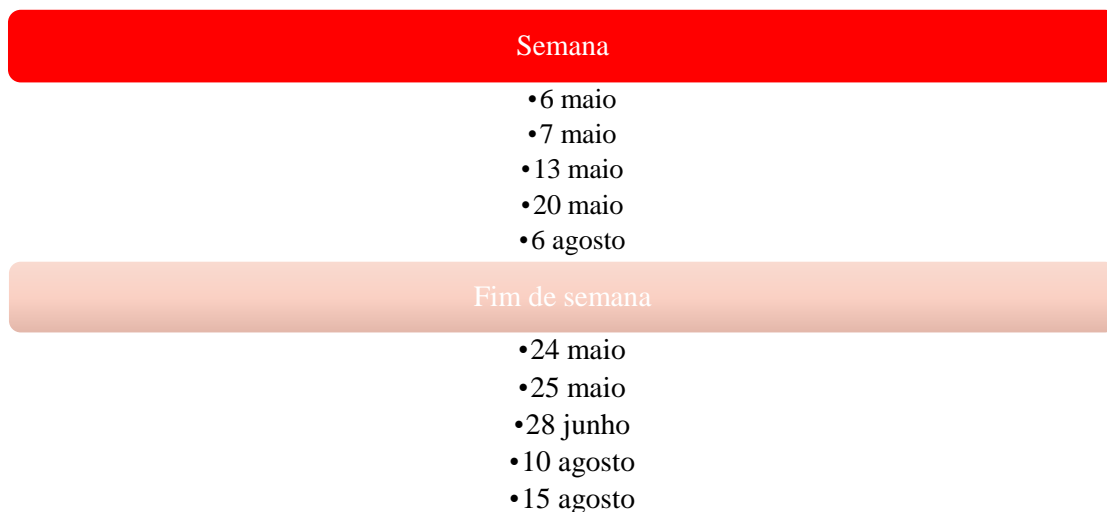 Semana
•6 maio
•7 maio
•13 maio
•20 maio
•6 agosto
Fim de semana
•24 maio
•25 maio
•28 junho
•10 agosto
•15 agosto